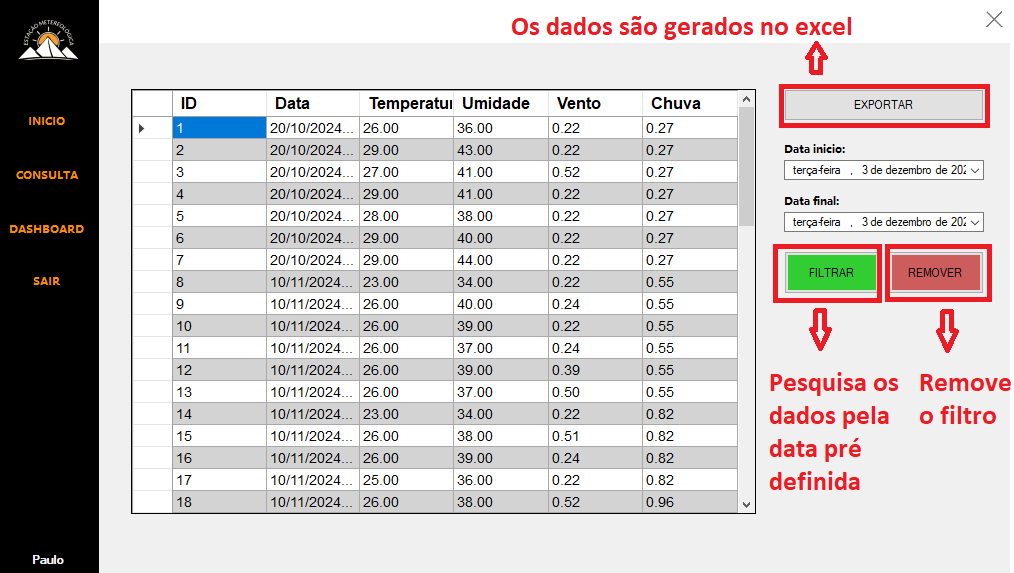 ESTAÇÃO METEREOLÓGICA
Os dados são gerados no excel
INICIO
CONSULTA
DASHBOARD
SAIR
Paulo
ID Data Temperatur Umidade Vento Chuva
1 20/10/2024... 26.00 36.00 0.22 0.27
2 20/10/2024... 29.00 43.00 0.22 0.27
3 20/10/2024... 27.00 41.00 0.52 0.27
4 20/10/2024... 29.00 41.00 0.22 0.27
5 20/10/2024... 28.00 38.00 0.22 0.27
6 20/10/2024... 29.00 40.00 0.22 0.27
7 20/10/2024... 29.00 44.00 0.22 0.27
8 10/11/2024... 23.00 34.00 0.22 0.55
9 10/11/2024... 26.00 40.00 0.24 0.55
10 10/11/2024... 26.00 39.00 0.22 0.55
11 10/11/2024... 26.00 37.00 0.24 0.55
12 10/11/2024... 26.00 39.00 0.39 0.55
13 10/11/2024... 26.00 37.00 0.50 0.55
14 10/11/2024... 23.00 34.00 0.22 0.82
15 10/11/2024... 26.00 38.00 0.51 0.82
16 10/11/2024... 26.00 39.00 0.24 0.82
17 10/11/2024... 25.00 36.00 0.22 0.82
18 10/11/2024... 26.00 38.00 0.52 0.96
EXPORTAR
Data inicio:
terça-feira , 3 de dezembro de 202
Data final:
terça-feira , 3 de dezembro de 202
FILTRAR REMOVER
Pesquisa os
dados pela
data pré
definida
Remove
o filtro